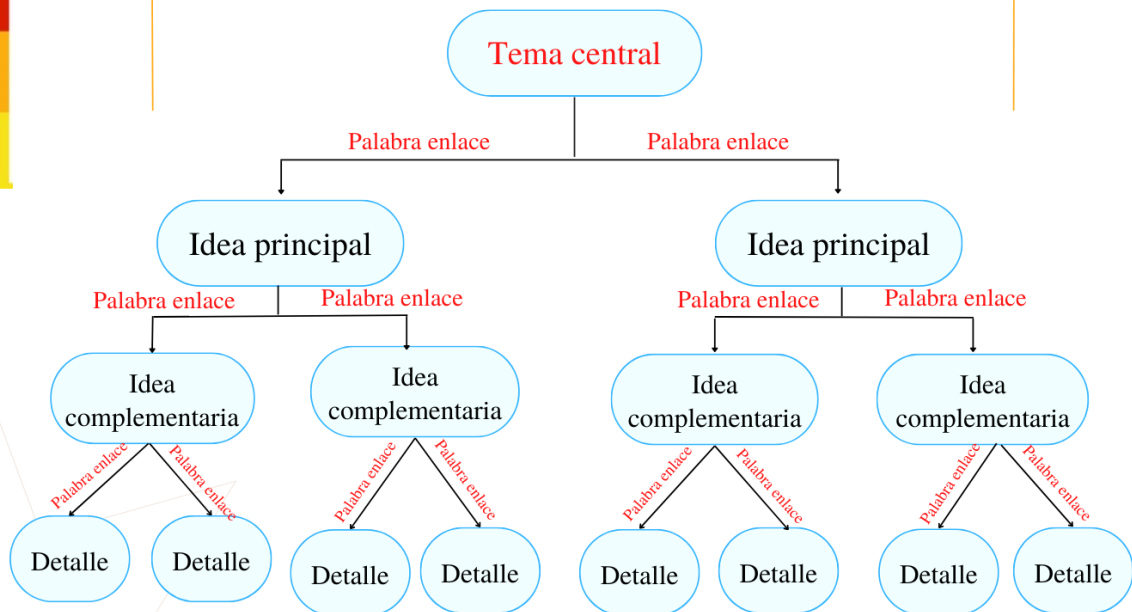 Tema central
Palabra enlace
Palabra enlace
Idea principal
Idea principal
Palabra enlace
Palabra enlace
Palabra enlace
Palabra enlace
Idea
complementaria
Idea
complementaria
Idea
complementaria
Idea
complementaria
Palabra enlace
Palabra enlace
Palabra enlace
Palabra enlace
Palabra enlace
Palabra enlace
Palabra enlace
Palabra enlace
Detalle
Detalle
Detalle
Detalle
Detalle
Detalle
Detalle
Detalle